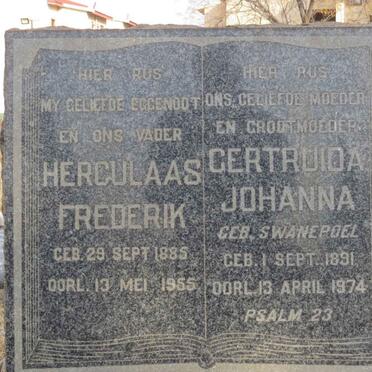 HIER RUS
MY GELIEFDE EGGENOOT
EN ONS VADER
HERCULAAS
FREDERIK
GEB. 29 SEPT 1885
OORL. 13 MEI 1955
HIER RUS
ONS GELIEFDE MOEDER
EN GROOTMOEDER
GERTRUIDA
JOHANNA
GEB. SWANEPOEL
GEB. 1 SEPT. 1891
OORL. 13 APRIL 1974
PSALM 23